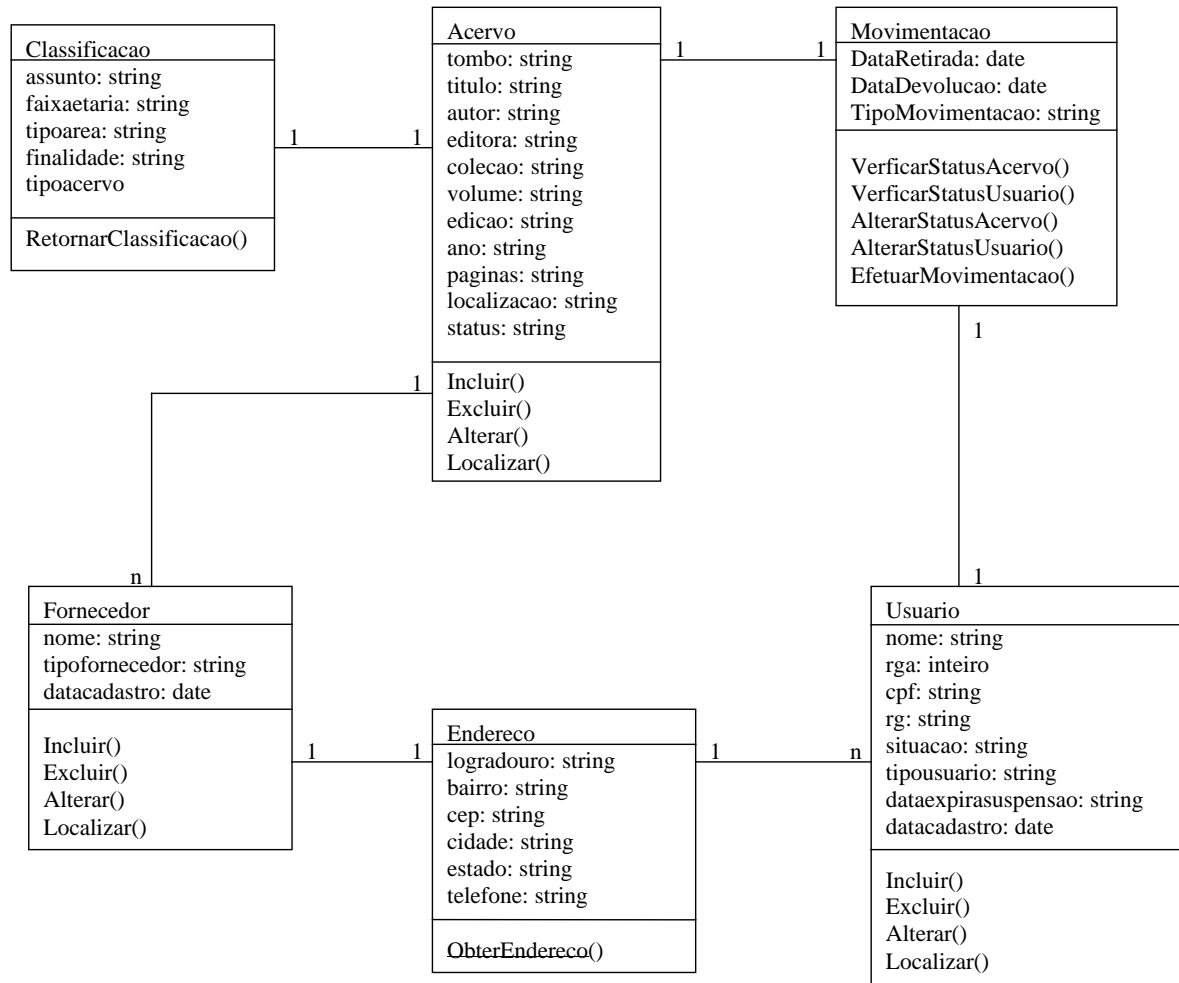 Classificacao
assunto: string
faixaetaria: string
tipoarea: string
finalidade: string
tipoacervo
RetornarClassificacao()
1
1
Acervo
tombo: string
titulo: string
autor: string
editora: string
colecao: string
volume: string
edicao: string
ano: string
paginas: string
localizacao: string
status: string
Incluir()
Excluir()
Alterar()
Localizar()
1
1
Movimentacao
DataRetirada: date
DataDevolucao: date
TipoMovimentacao: string
VerficarStatusAcervo()
VerficarStatusUsuario()
AlterarStatusAcervo()
AlterarStatusUsuario()
EfetuarMovimentacao()
1
1
1
n
Fornecedor
nome: string
tipofornecedor: string
datacadastro: date
Incluir()
Excluir()
Alterar()
Localizar()
1
1
Endereco
logradouro: string
bairro: string
cep: string
cidade: string
estado: string
telefone: string
ObterEndereco()
1
n
Usuario
nome: string
rga: inteiro
cpf: string
rg: string
situacao: string
tipousuario: string
dataexpirasuspensao: string
datacadastro: date
Incluir()
Excluir()
Alterar()
Localizar()